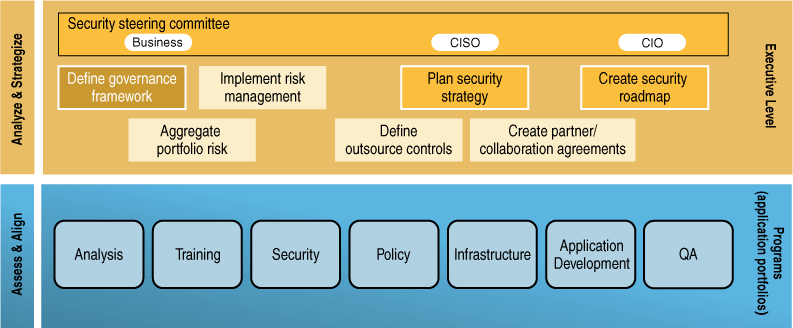 Security steering committee
Business
CISO
CIO
Define governance
framework
Implement risk
management
Plan security
strategy
Create security
roadmap
Aggregate
portfolio risk
Define
outsource controls
Create partner/
collaboration agreements
Analyze & Strategize
Executive Level
Analysis
Training
Security
Policy
Infrastructure
Application
Development
QA
Assess & Align
Programs
(application portfolios)